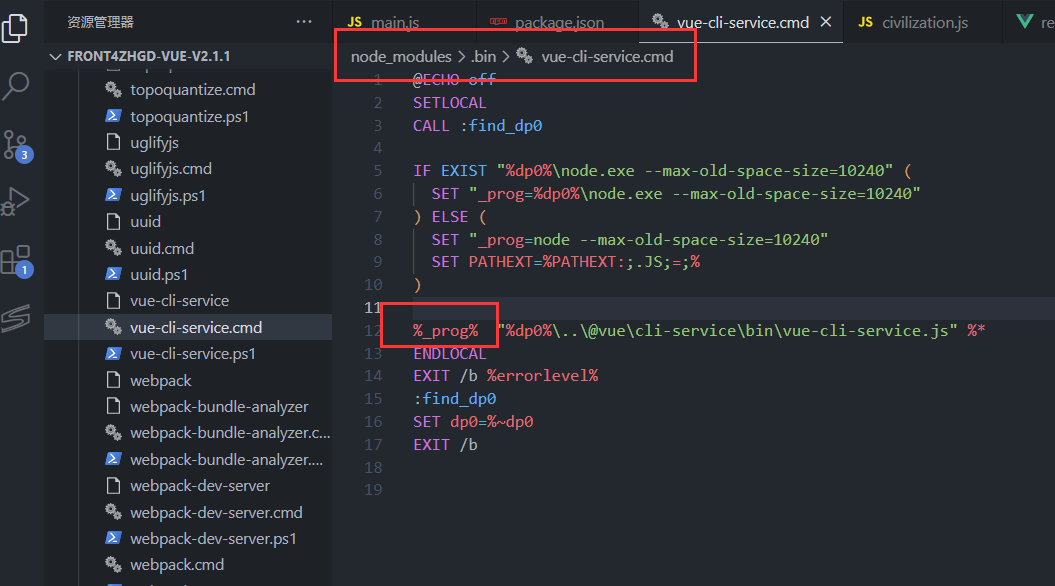 资源管理器
FRONT4ZHGD-VUE-V2.1.1
topoquantize.cmd
topoquantize.ps1
uglifyjs
uglifyjs.cmd
uglifyjs.ps1
uuid
uuid.cmd
uuid.ps1
vue-cli-service
vue-cli-service.cmd
vue-cli-service.ps1
webpack
webpack-bundle-analyzer
webpack-bundle-analyzer.c...
webpack-bundle-analyzer....
webpack-dev-server
webpack-dev-server.cmd
webpack-dev-server.ps1
webpack.cmd
3
1
JS main.js
npm package.json
vue-cli-service.cmd
JS civilization.js
re
node_modules > .bin > vue-cli-service.cmd
1 @ECHO off
2 SETLOCAL
3 CALL :find_dp0
4
5 IF EXIST "%dp0%\node.exe --max-old-space-size=10240" (
6 SET "_prog=%dp0%\node.exe --max-old-space-size=10240"
7 ) ELSE (
8 SET "_prog=node --max-old-space-size=10240"
9 SET PATHEXT=%PATHEXT:;.JS;=;%
10 )
11
12 %_prog% "%dp0%\..\@vue\cli-service\bin\vue-cli-service.js" %*
13 ENDLOCAL
14 EXIT /b %errorlevel%
15 :find_dp0
16 SET dp0=%~dp0
17 EXIT /b
18
19